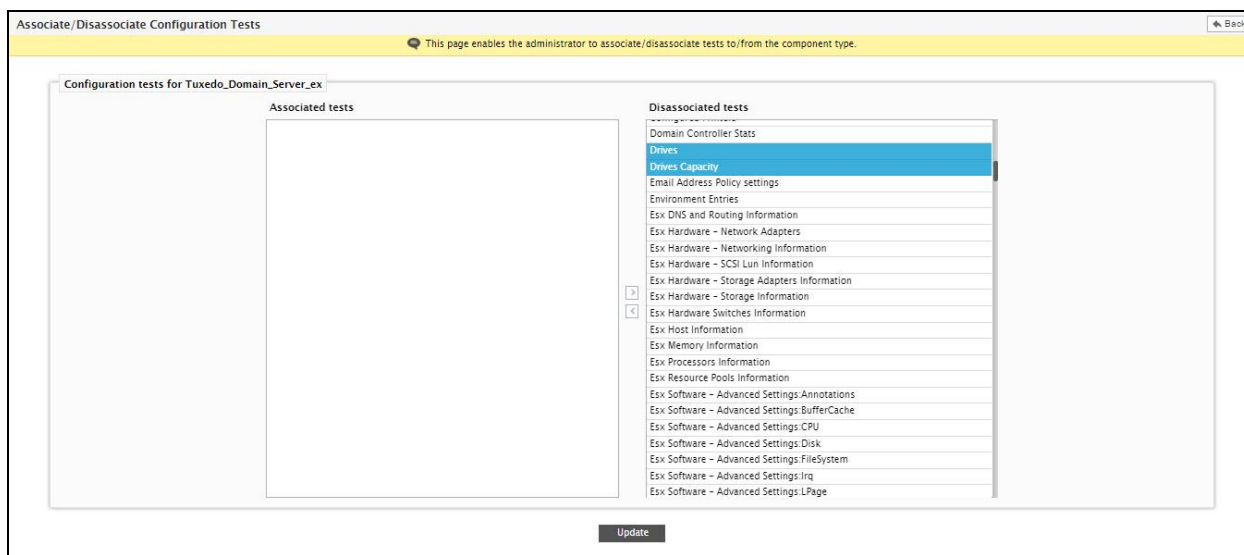 Associate/Disassociate Configuration Tests
Back
This page enables the administrator to associate/disassociate tests to/from the component type.
Configuration tests for Tuxedo_Domain_Server_ex
Associated tests
Disassociated tests
Domain Controller Stats
Drives
Drives Capacity
Email Address Policy settings
Environment Entries
Esx DNS and Routing Information
Esx Hardware - Network Adapters
Esx Hardware - Networking Information
Esx Hardware - SCSI Lun Information
Esx Hardware - Storage Adapters Information
Esx Hardware - Storage Information
Esx Hardware Switches Information
Esx Host Information
Esx Memory Information
Esx Processors Information
Esx Resource Pools Information
Esx Software - Advanced Settings:Annotations
Esx Software - Advanced Settings:BufferCache
Esx Software - Advanced Settings:CPU
Esx Software - Advanced Settings:Disk
Esx Software - Advanced Settings:FileSystem
Esx Software - Advanced Settings:Irq
Esx Software - Advanced Settings:LPage
Update